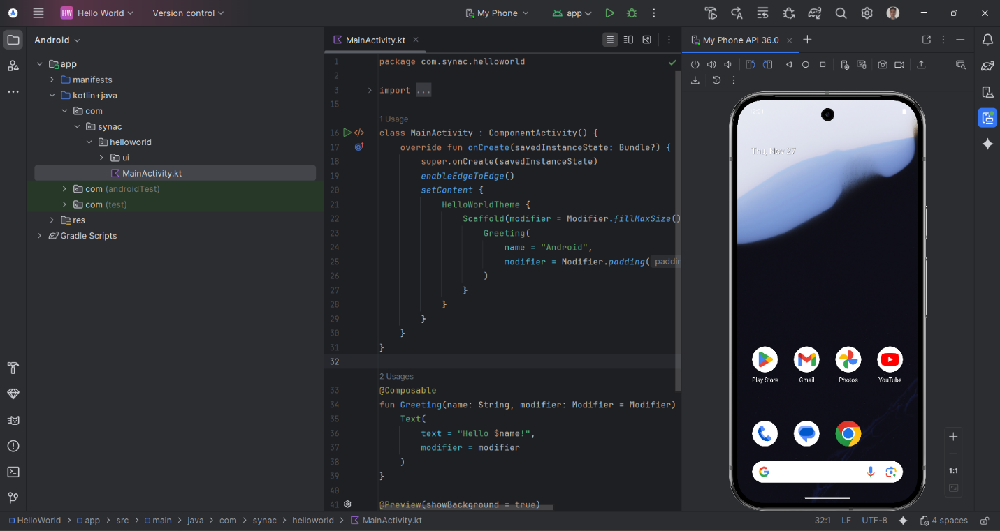 HW Hello World Version control My Phone app
Android
app
manifests
kotlin+java
com
synac
helloworld
ui
MainActivity.kt
com (androidTest)
com (test)
res
Gradle Scripts
MainActivity.kt
1 package com.synac.helloworld
2
3 import ...
15
1 Usage
16 class MainActivity : ComponentActivity() {
17 override fun onCreate(savedInstanceState: Bundle?) {
18 super.onCreate(savedInstanceState)
19 enableEdgeToEdge()
20 setContent {
21 HelloWorldTheme {
22 Scaffold(modifier = Modifier.fillMaxSize()
23 Greeting(
24 name = "Android",
25 modifier = Modifier.padding(
26 )
27 }
28 }
29 }
30 }
31 }
32
2 Usages
33 @Composable
34 fun Greeting(name: String, modifier: Modifier = Modifier)
35 Text(
36 text = "Hello $name!",
37 modifier = modifier
38 )
39 }
40
41 @Preview(showBackground = true)
My Phone API 36.0
12:01
Thu, Nov 27
Play Store Gmail Photos YouTube
1:1
HelloWorld > app > src > main > java > com > synac > helloworld > MainActivity.kt 32:1 LF UTF-8 4 spaces